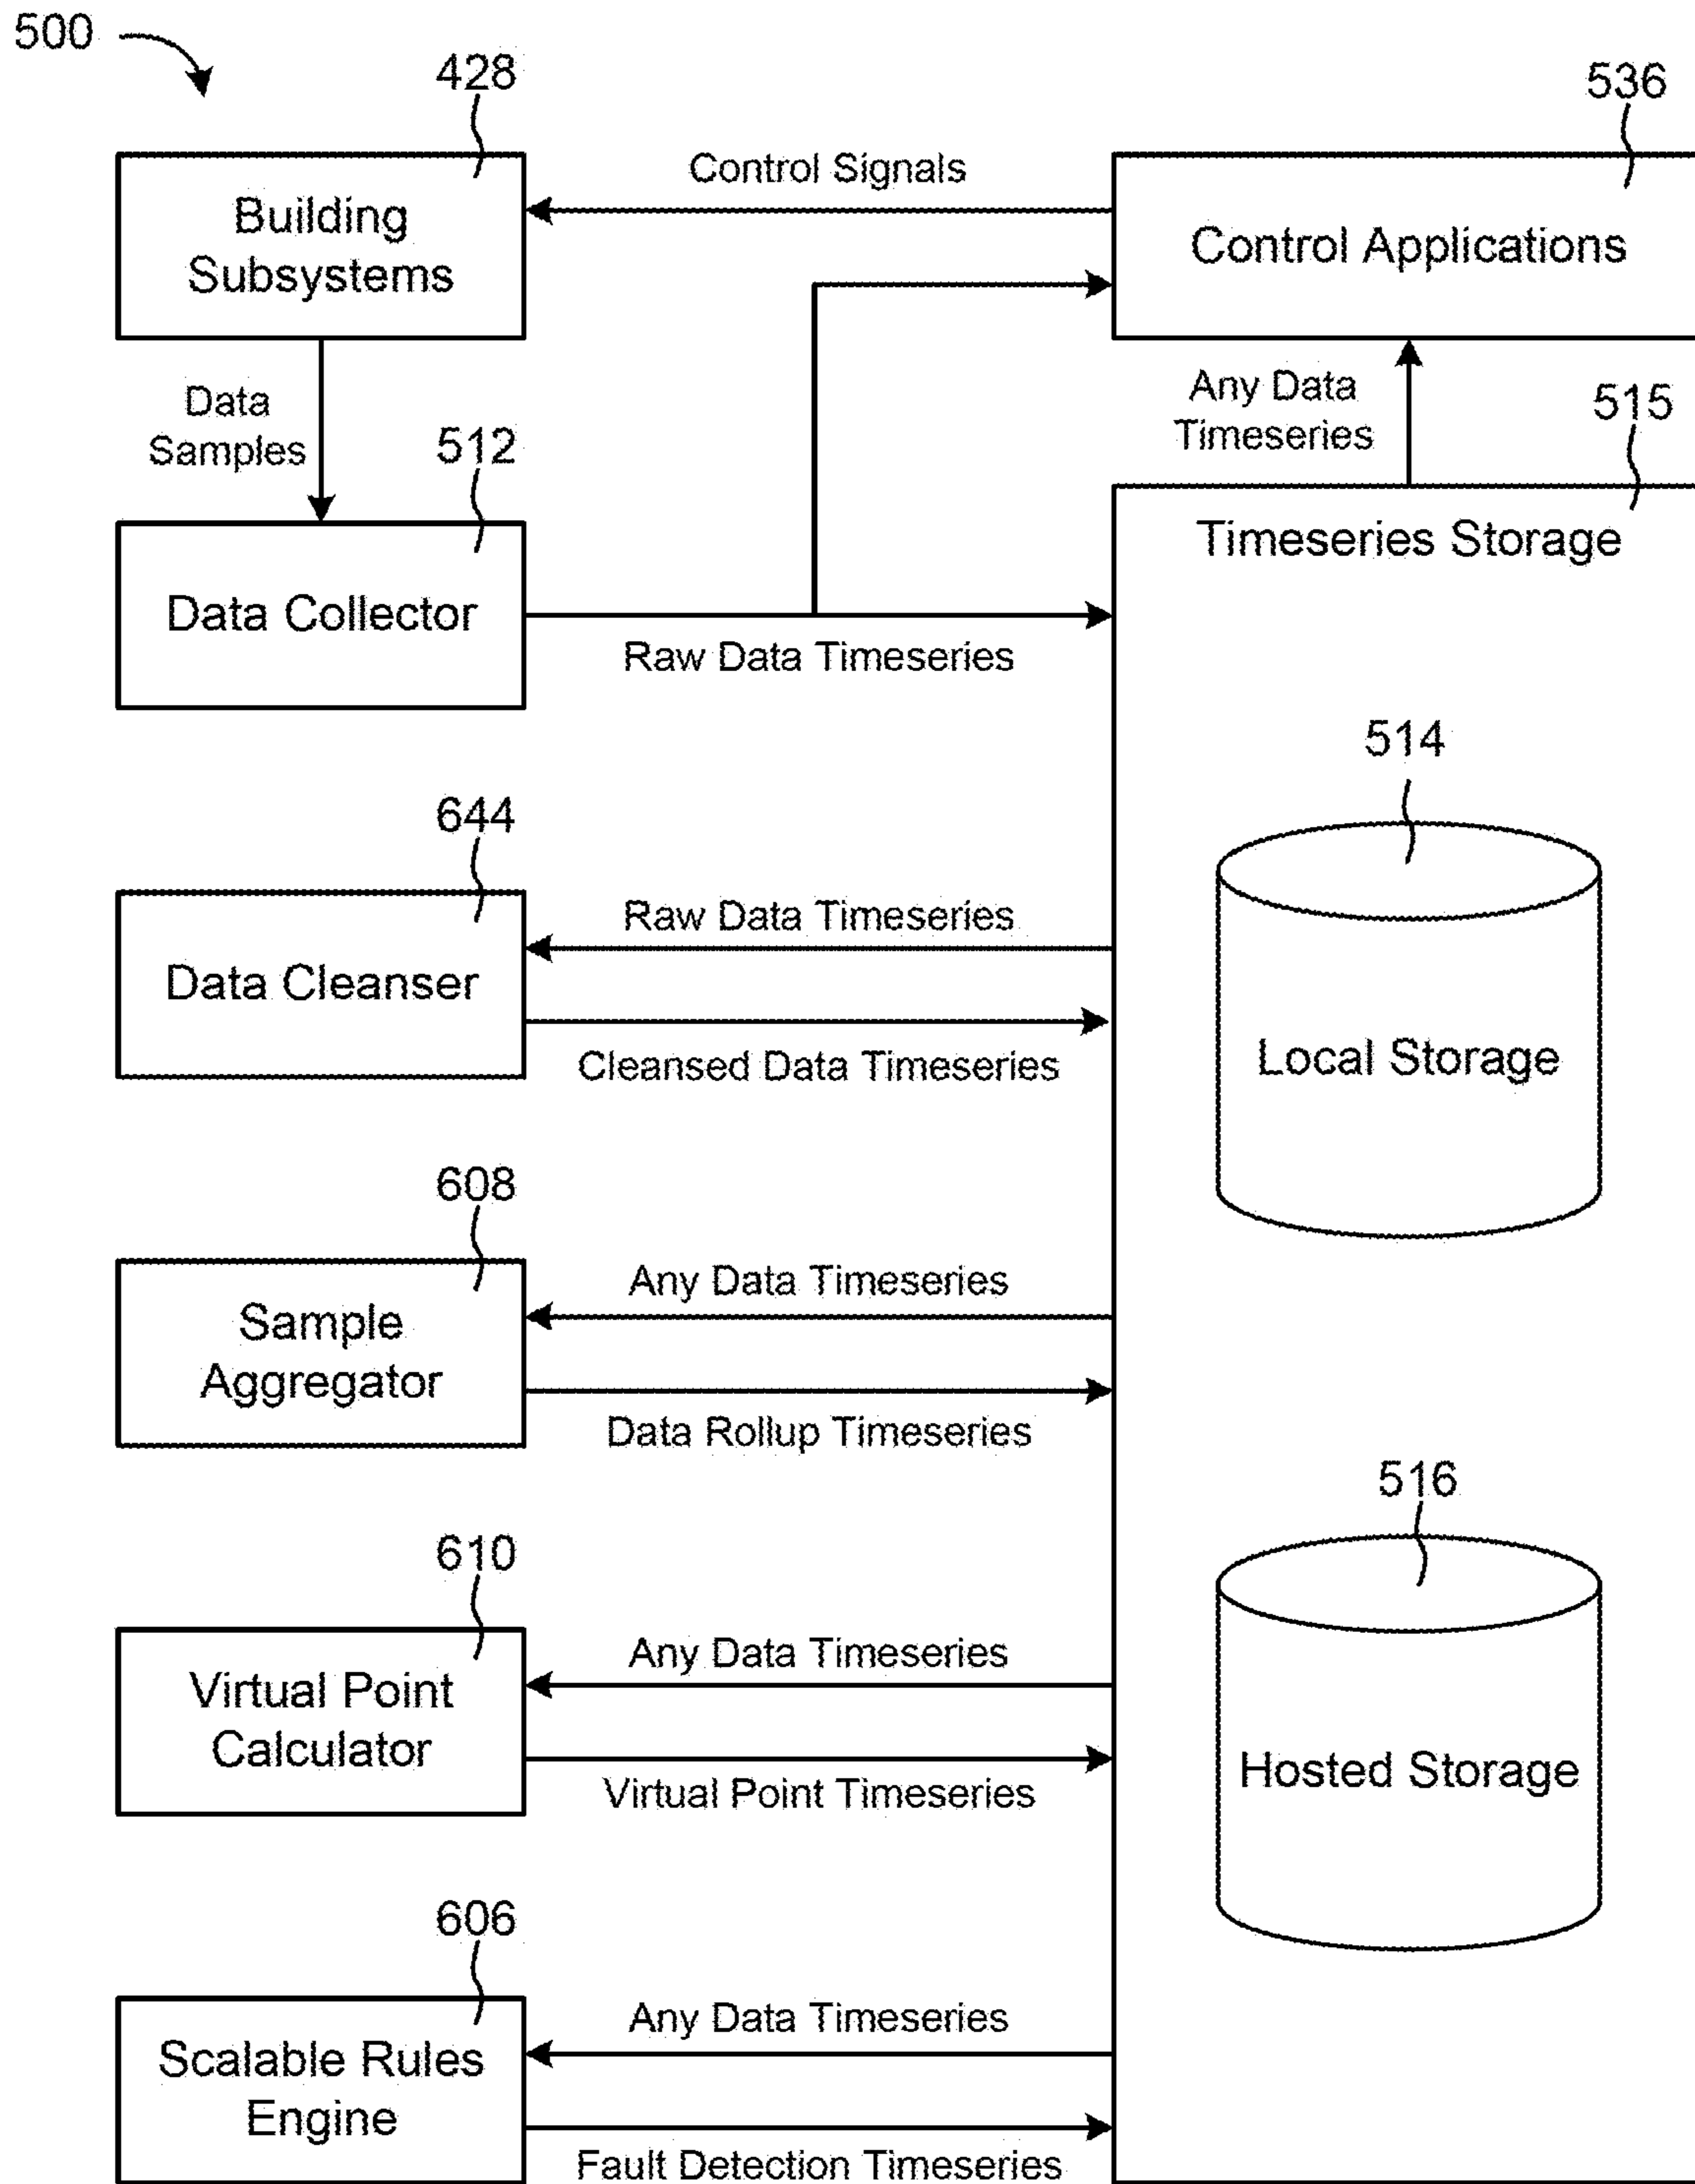 500
428
536
Control Signals
Building
Subsystems
Control Applications
Data
Samples
Any Data
Timeseries
515
512
Timeseries Storage
Data Collector
Raw Data Timeseries
514
644
Raw Data Timeseries
Data Cleanser
Cleansed Data Timeseries
Local Storage
608
Any Data Timeseries
Sample
Aggregator
Data Rollup Timeseries
516
610
Any Data Timeseries
Virtual Point
Calculator
Virtual Point Timeseries
Hosted Storage
606
Any Data Timeseries
Scalable Rules
Engine
Fault Detection Timeseries